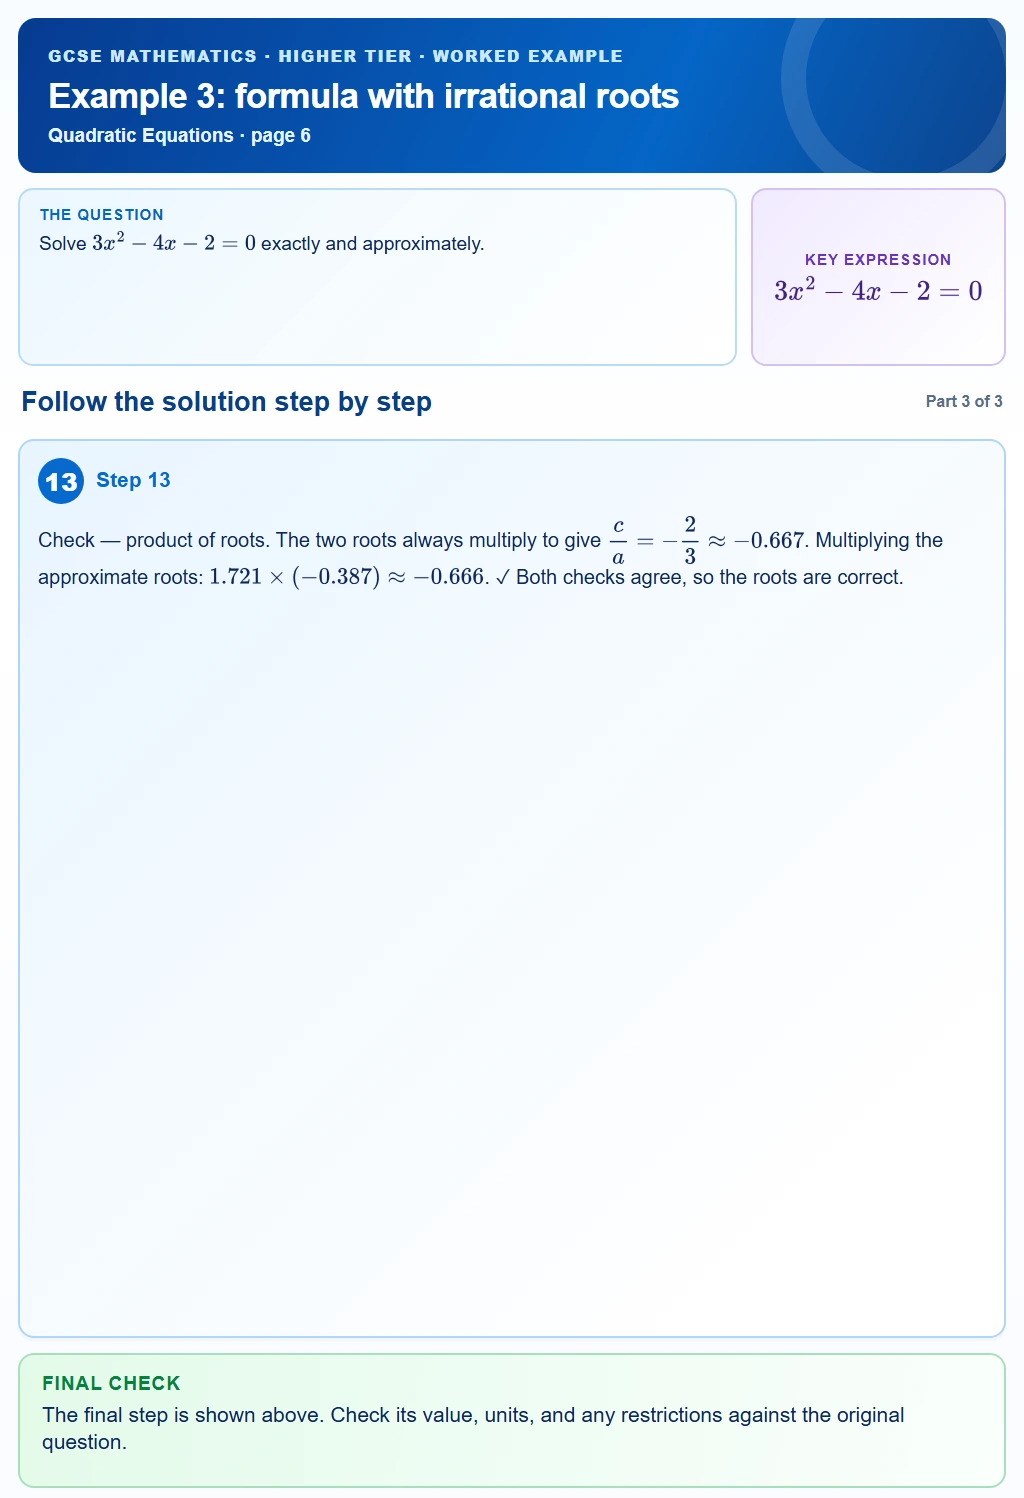 GCSE MATHEMATICS · HIGHER TIER · WORKED EXAMPLE
Example 3: formula with irrational roots
Quadratic Equations · page 6
THE QUESTION
Solve 3x² − 4x − 2 = 0 exactly and approximately.
KEY EXPRESSION
3x² − 4x − 2 = 0
Follow the solution step by step
Part 3 of 3
13 Step 13
Check — product of roots. The two roots always multiply to give c/a = −2/3 ≈ −0.667. Multiplying the
approximate roots: 1.721 × (−0.387) ≈ −0.666. ✓ Both checks agree, so the roots are correct.
FINAL CHECK
The final step is shown above. Check its value, units, and any restrictions against the original
question.